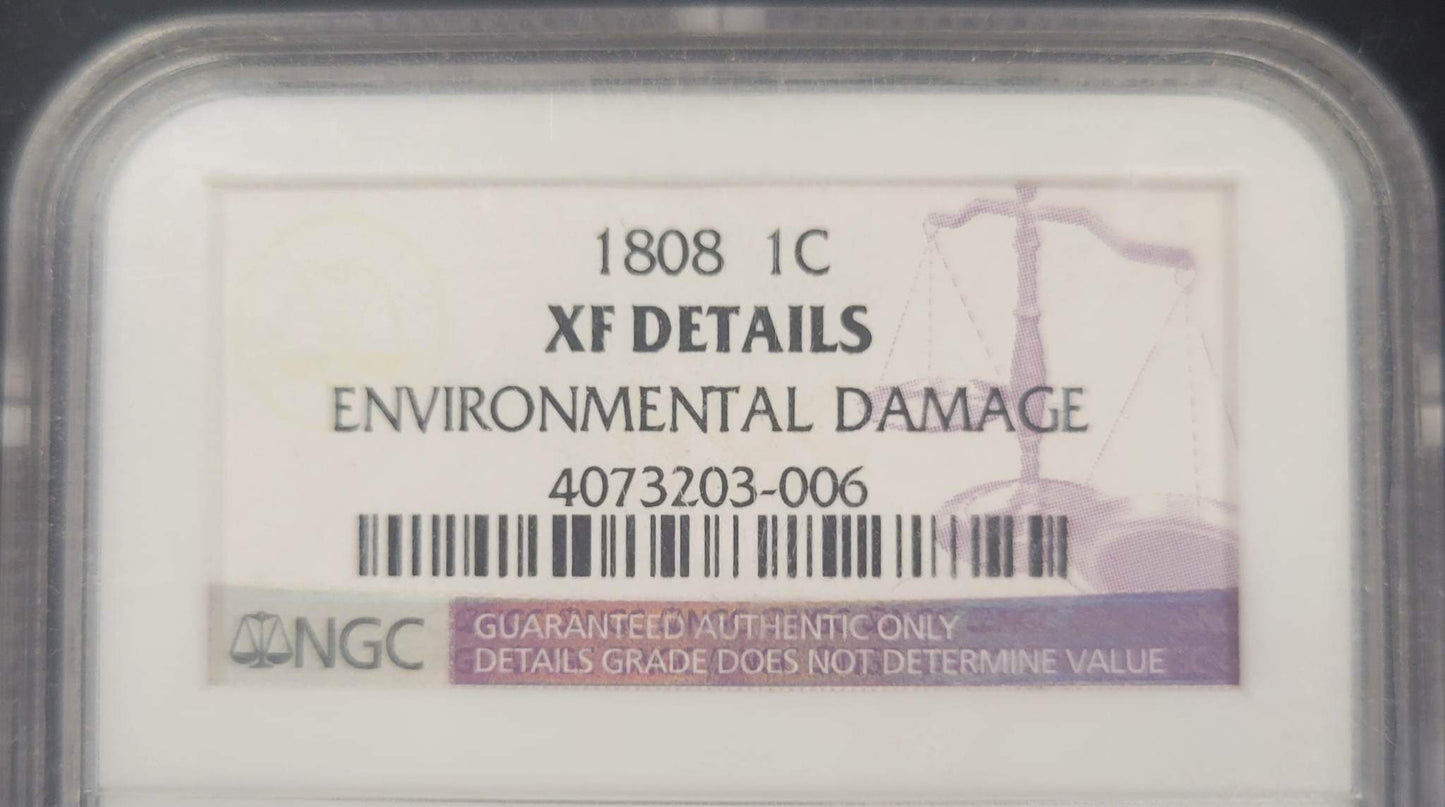 1808 1C
XF DETAILS
ENVIRONMENTAL DAMAGE
4073203-006
NGC
GUARANTEED AUTHENTIC ONLY
DETAILS GRADE DOES NOT DETERMINE VALUE